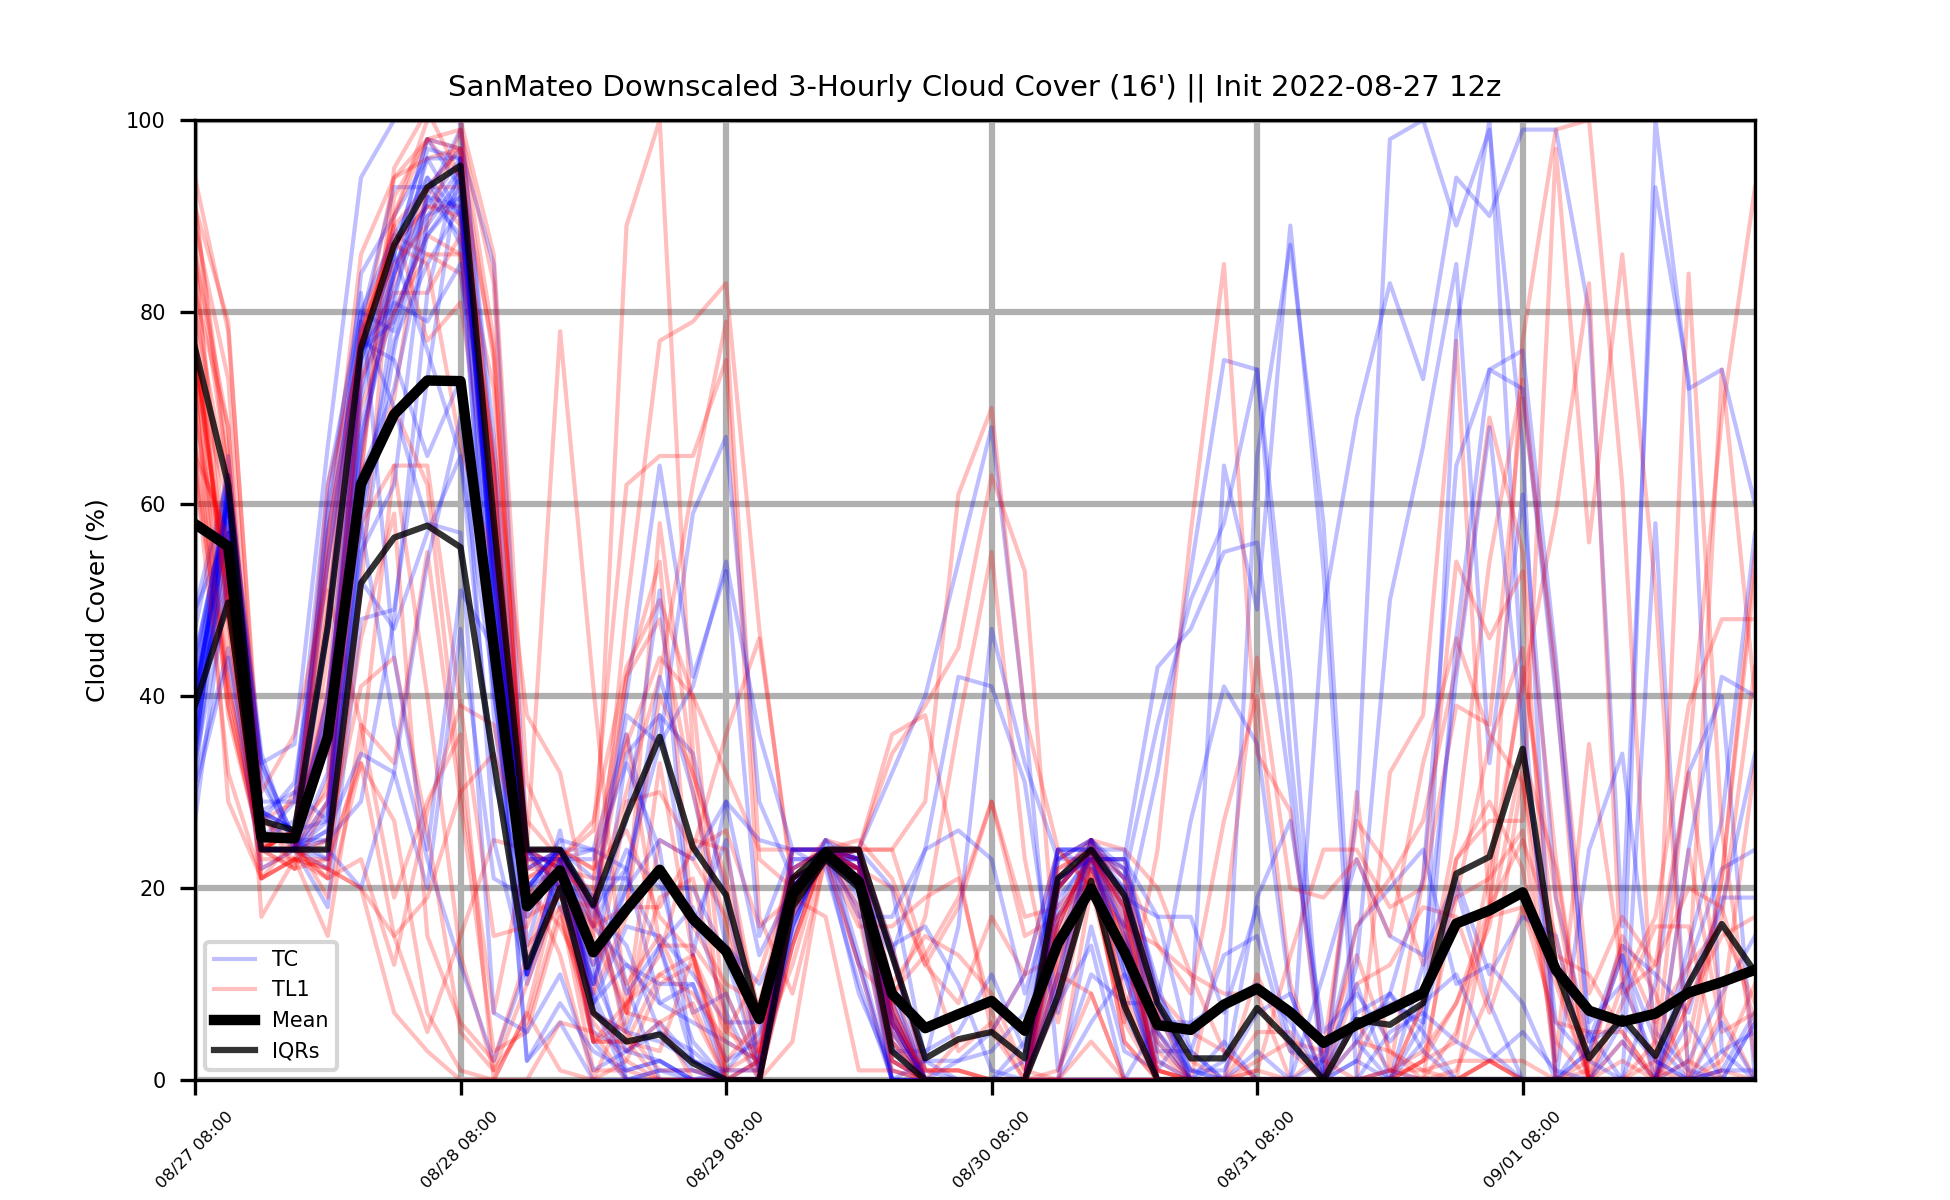 SanMateo Downscaled 3-Hourly Cloud Cover (16') || Init 2022-08-27 12z
Cloud Cover (%)
100
80
60
40
20
0
TC
TL1
Mean
IQRs
08/27 08:00
08/28 08:00
08/29 08:00
08/30 08:00
08/31 08:00
09/01 08:00